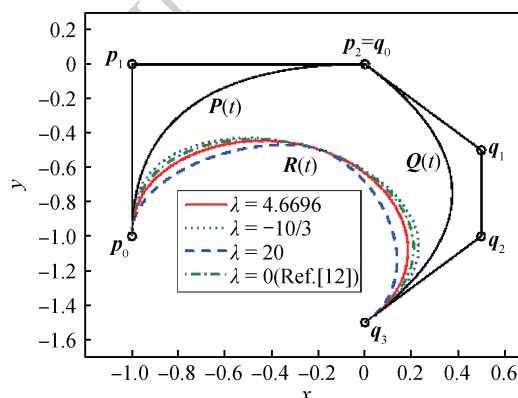 0.2
0
−0.2
−0.4
−0.6
−0.8
−1.0
−1.2
−1.4
−1.6
y
p1
p2=q0
P(t)
R(t)
Q(t)
q1
p0
q2
q3
λ = 4.6696
λ = −10/3
λ = 20
λ = 0(Ref.[12])
−1.0 −0.8 −0.6 −0.4 −0.2 0 0.2 0.4 0.6
x